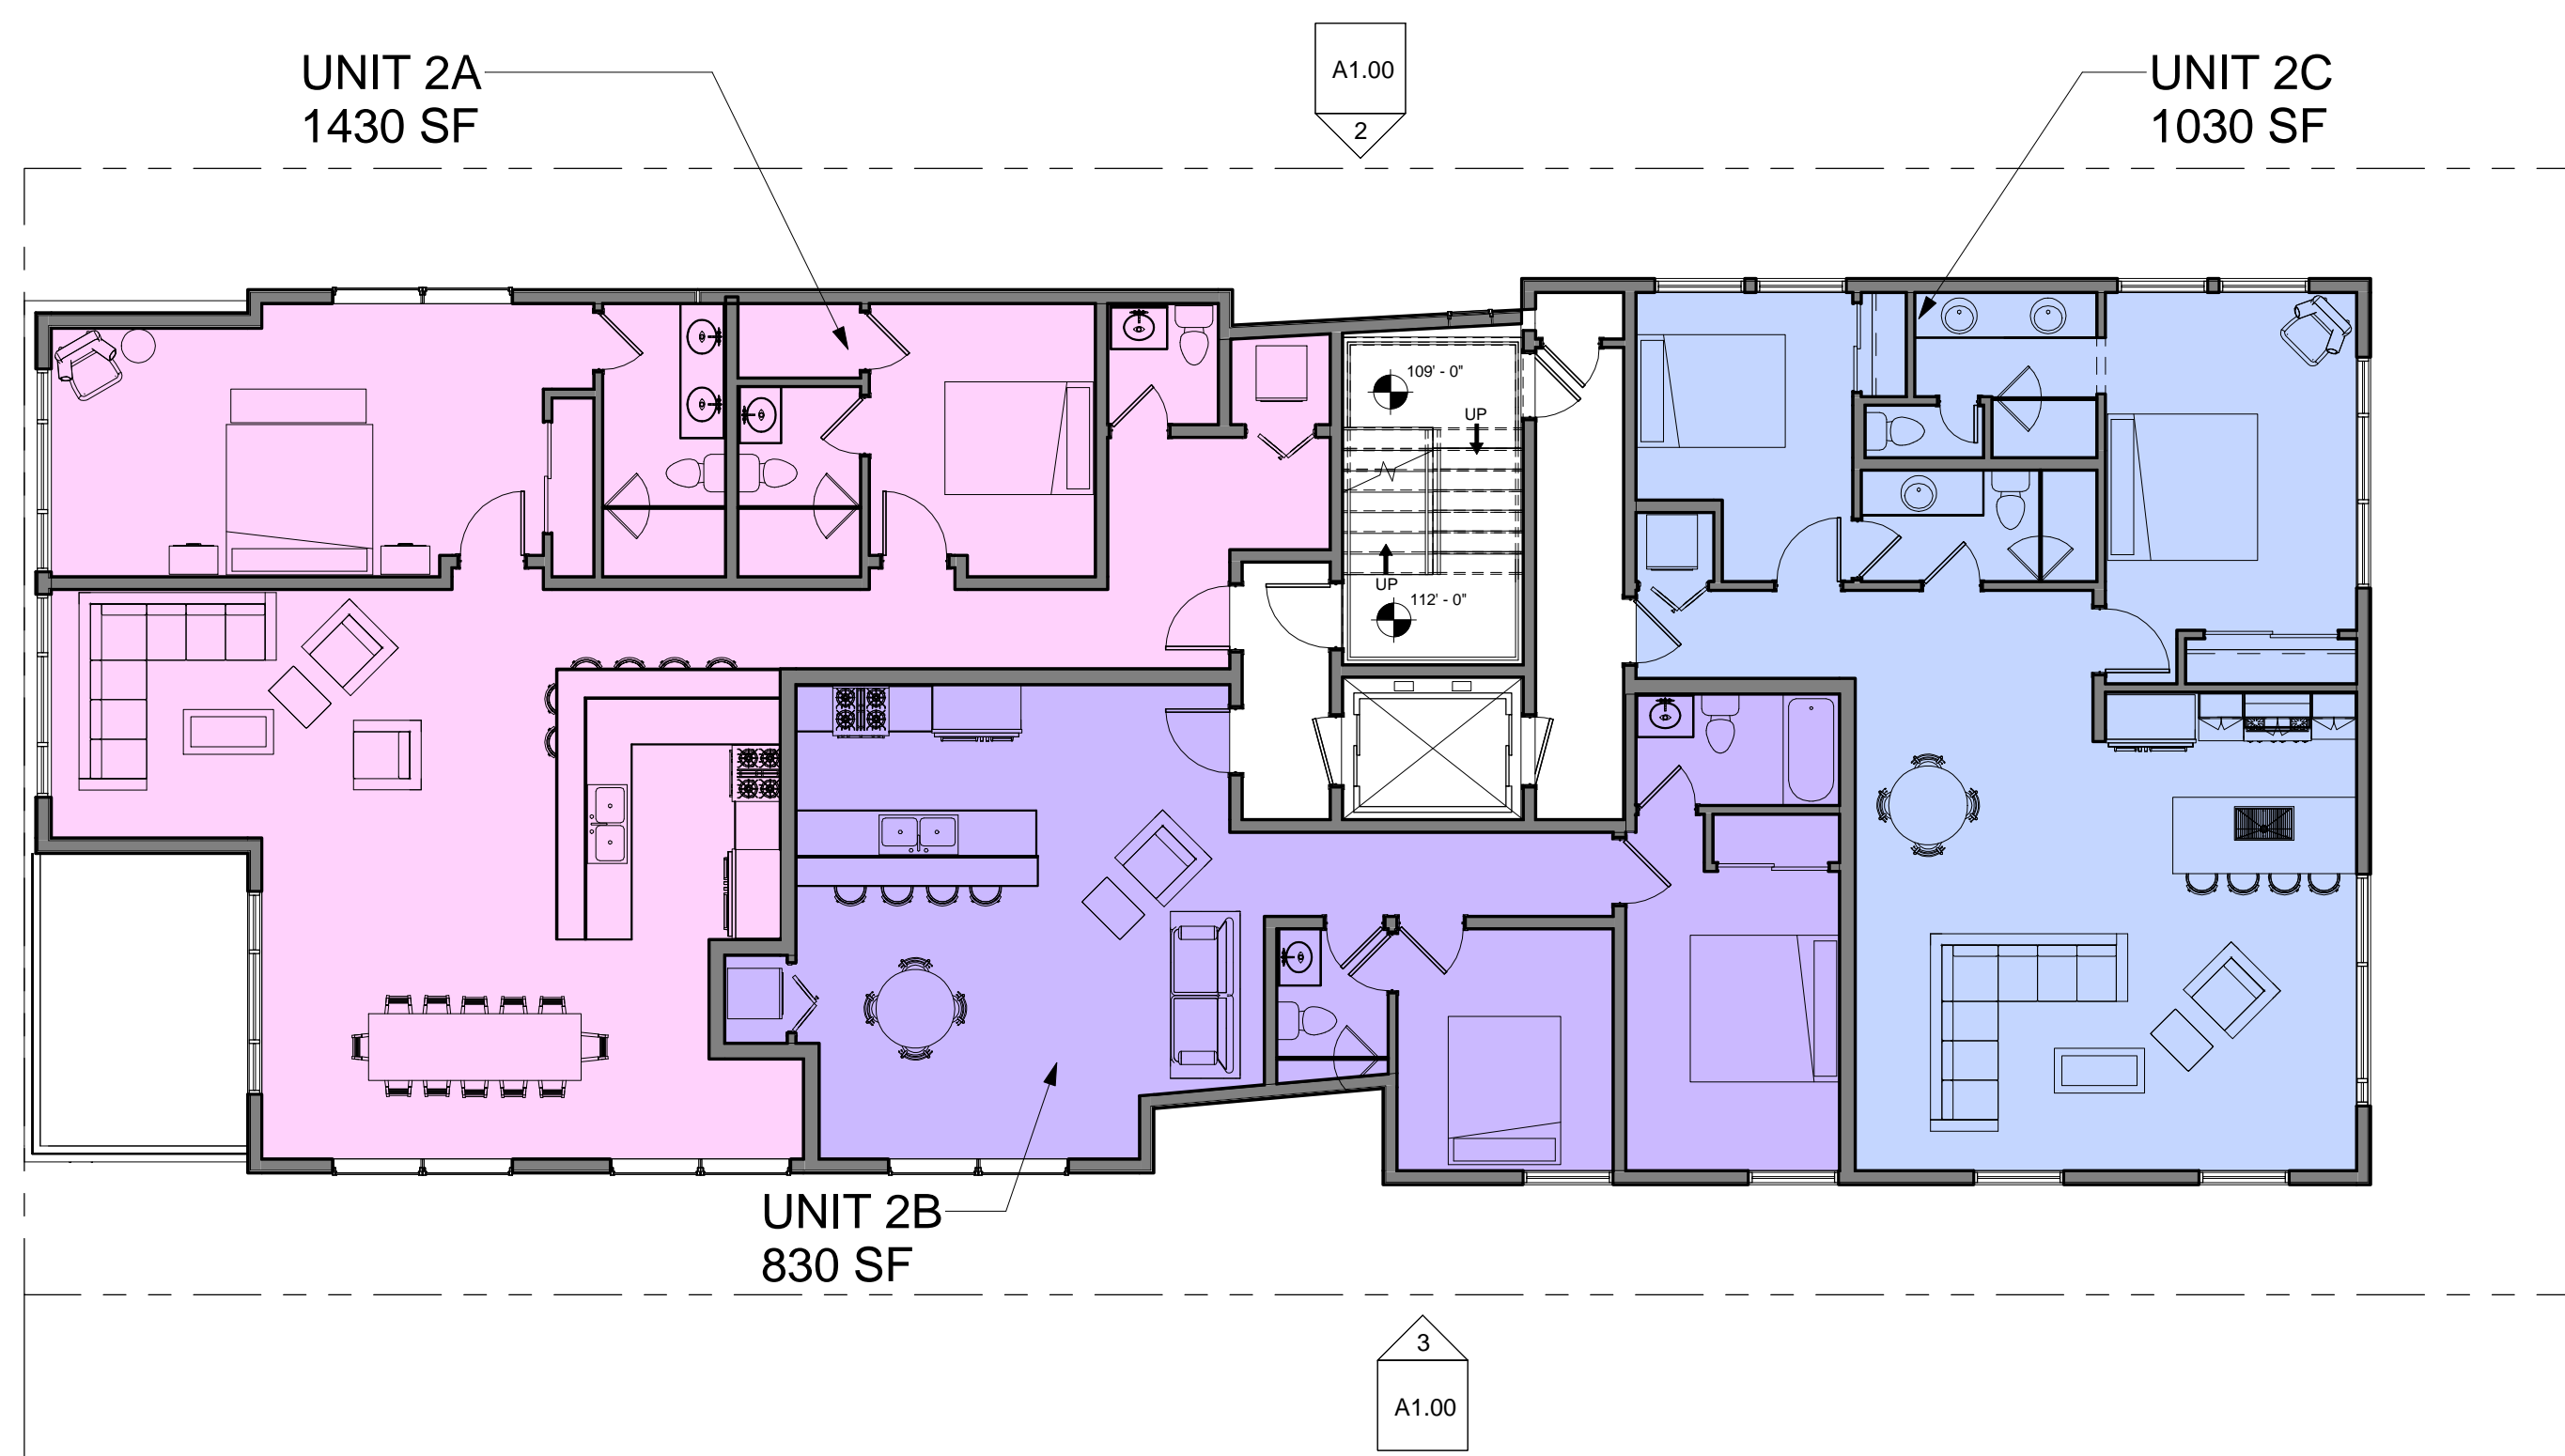 UNIT 2A
1430 SF
A1.00
2
UNIT 2C
1030 SF
109' - 0"
UP
UP
112' - 0"
UNIT 2B
830 SF
3
A1.00